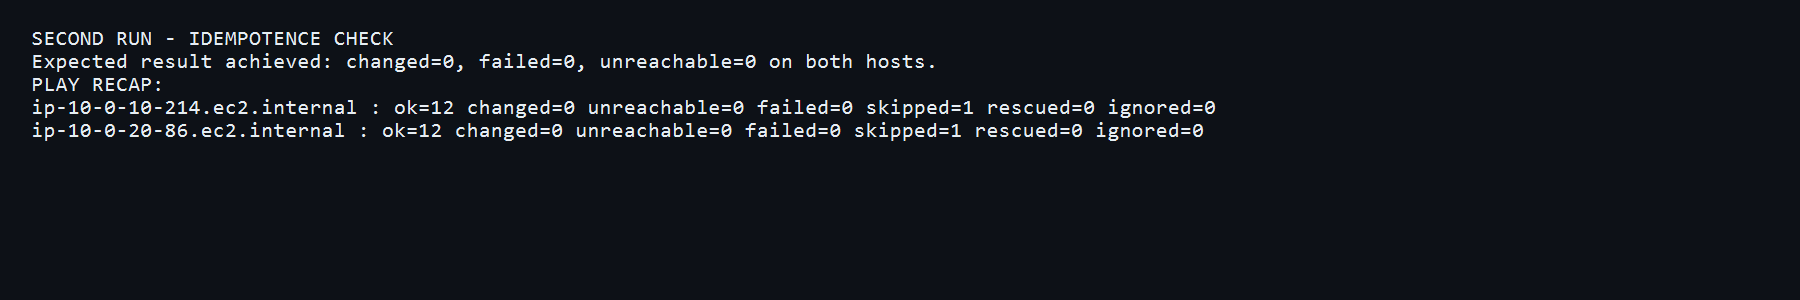 SECOND RUN - IDEMPOTENCE CHECK
Expected result achieved: changed=0, failed=0, unreachable=0 on both hosts.
PLAY RECAP:
ip-10-0-10-214.ec2.internal : ok=12 changed=0 unreachable=0 failed=0 skipped=1 rescued=0 ignored=0
ip-10-0-20-86.ec2.internal : ok=12 changed=0 unreachable=0 failed=0 skipped=1 rescued=0 ignored=0